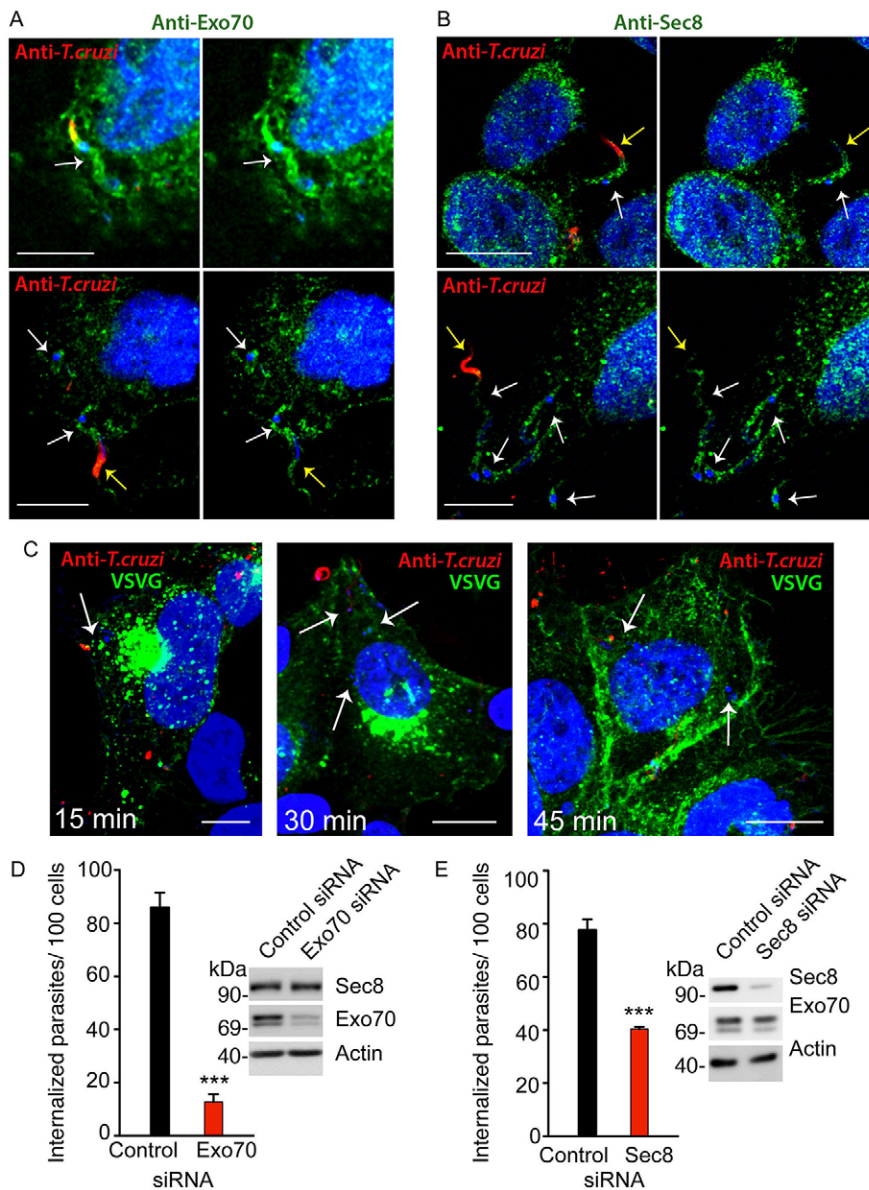 A
Anti-Exo70
Anti-T.cruzi
Anti-T.cruzi
B
Anti-Sec8
Anti-T.cruzi
Anti-T.cruzi
C
Anti-T.cruzi
VSVG
15 min
Anti-T.cruzi
VSVG
30 min
Anti-T.cruzi
VSVG
45 min
D
Internalized parasites/ 100 cells
100
80
60
40
20
0
***
Control Exo70
siRNA
Control siRNA
Exo70 siRNA
kDa
90- Sec8
69- Exo70
40- Actin
E
Internalized parasites/ 100 cells
100
80
60
40
20
0
***
Control Sec8
siRNA
Control siRNA
Sec8 siRNA
kDa
90- Sec8
69- Exo70
40- Actin